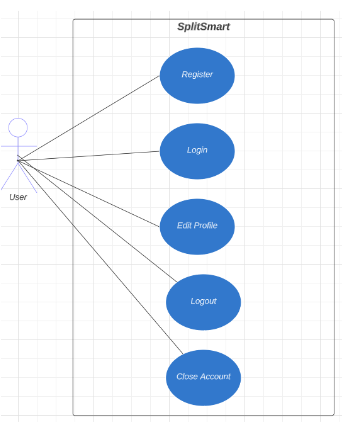 SplitSmart
Register
Login
Edit Profile
User
Logout
Close Account